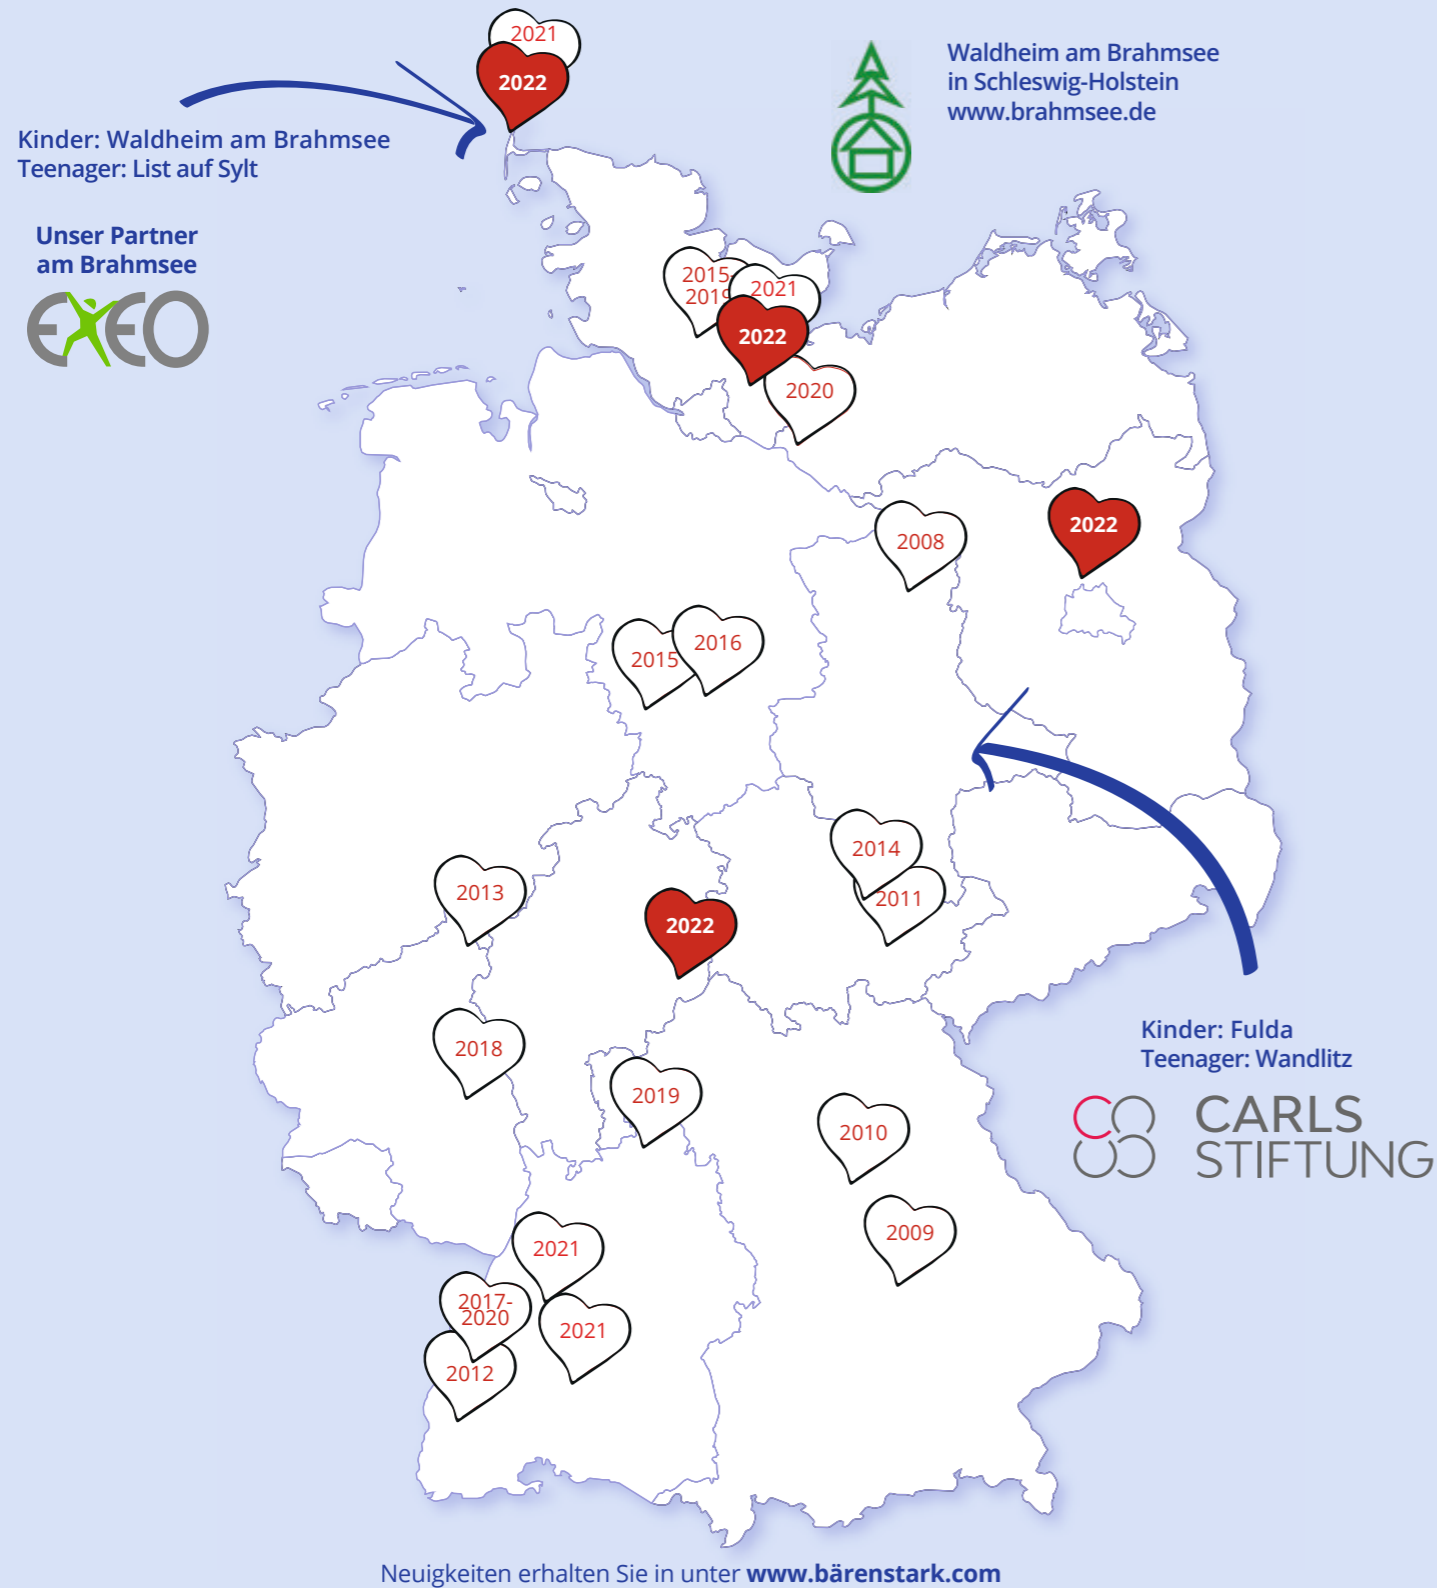 2021
2022
Waldheim am Brahmsee
in Schleswig-Holstein
www.brahmsee.de
Kinder: Waldheim am Brahmsee
Teenager: List auf Sylt
Unser Partner
am Brahmsee
EXEO
2015-
2019
2021
2022
2020
2008
2022
2015
2016
2014
2011
2013
2022
2018
2019
Kinder: Fulda
Teenager: Wandlitz
CARLS
STIFTUNG
2010
2009
2021
2017-
2020
2021
2012
Neuigkeiten erhalten Sie in unter www.bärenstark.com